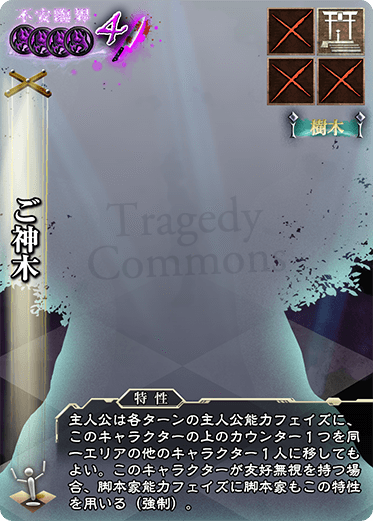 不安臨界
4
樹木
ご神木
Tragedy
Commons
特性
主人公は各ターンの主人公能力フェイズに、
このキャラクターの上のカウンター1つを同
一エリアの他のキャラクター1人に移しても
よい。このキャラクターが友好無視を持つ場
合、脚本家能力フェイズに脚本家もこの特性
を用いる（強制）。